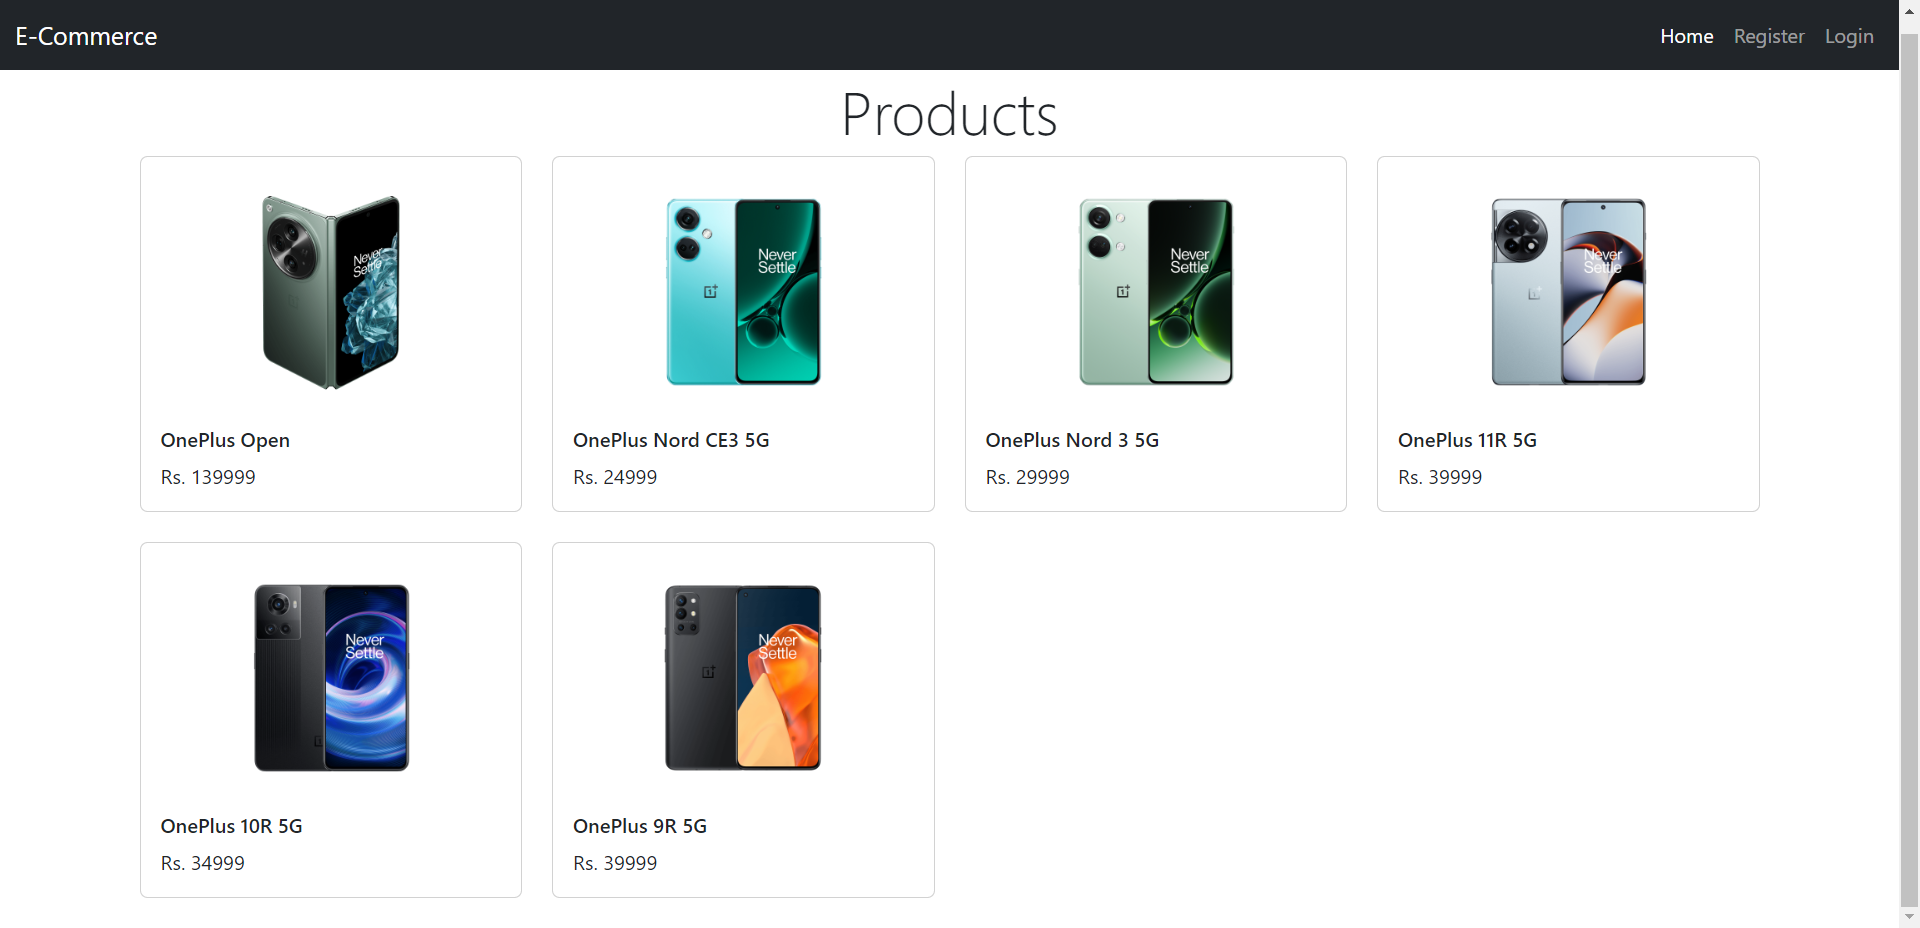 E-Commerce
Home Register Login
Products
Never
Settle
Never
Settle
Never
Settle
Never
Settle
OnePlus Open
Rs. 139999
OnePlus Nord CE3 5G
Rs. 24999
OnePlus Nord 3 5G
Rs. 29999
OnePlus 11R 5G
Rs. 39999
Never
Settle
Never
Settle
OnePlus 10R 5G
Rs. 34999
OnePlus 9R 5G
Rs. 39999